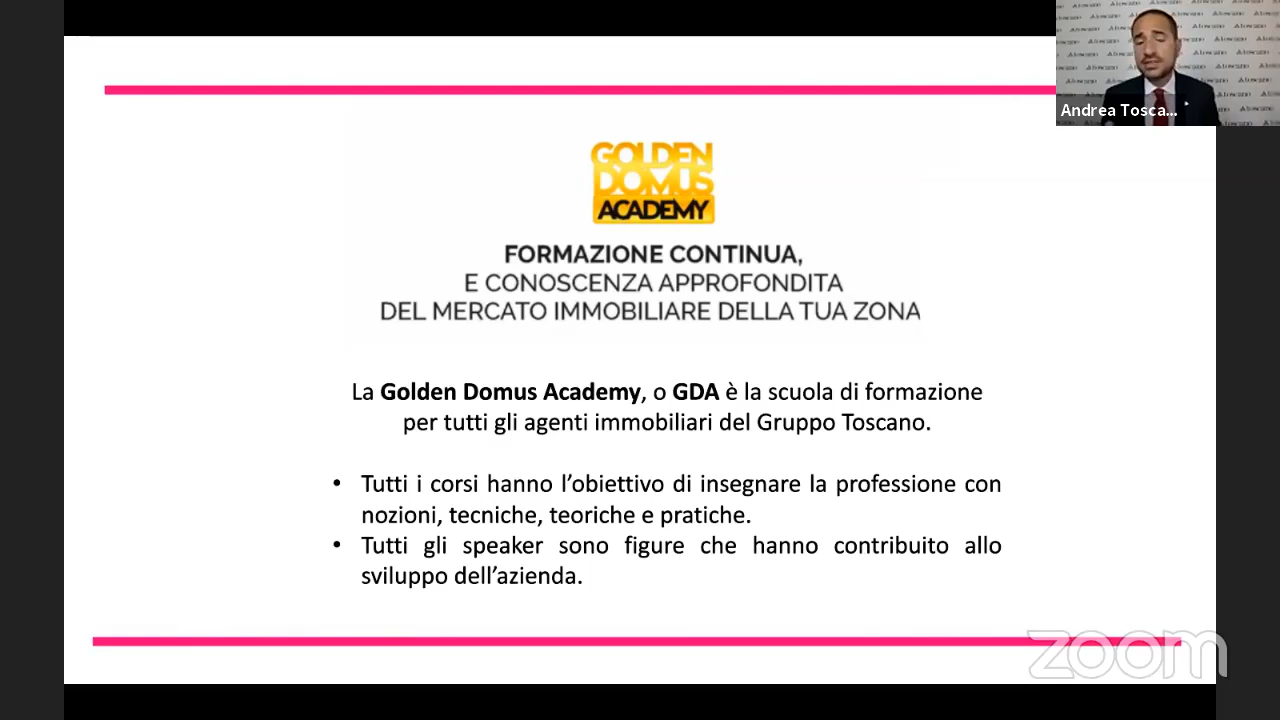 GOLDEN
DOMUS
ACADEMY
FORMAZIONE CONTINUA,
E CONOSCENZA APPROFONDITA
DEL MERCATO IMMOBILIARE DELLA TUA ZONA
La Golden Domus Academy, o GDA è la scuola di formazione
per tutti gli agenti immobiliari del Gruppo Toscano.
• Tutti i corsi hanno l’obiettivo di insegnare la professione con
nozioni, tecniche, teoriche e pratiche.
• Tutti gli speaker sono figure che hanno contribuito allo
sviluppo dell’azienda.
Andrea Tosca...
zoom